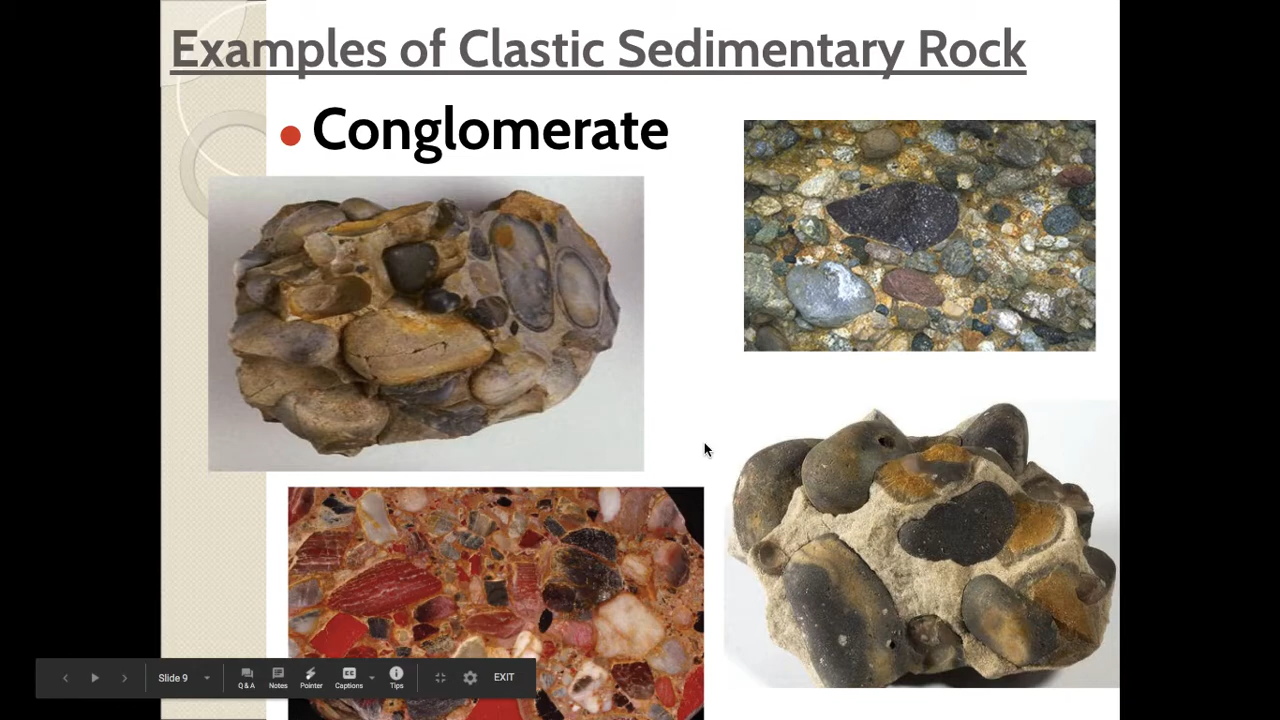 Examples of Clastic Sedimentary Rock
Conglomerate
Slide 9
Q & A
Notes
Pointer
Captions
Tips
EXIT